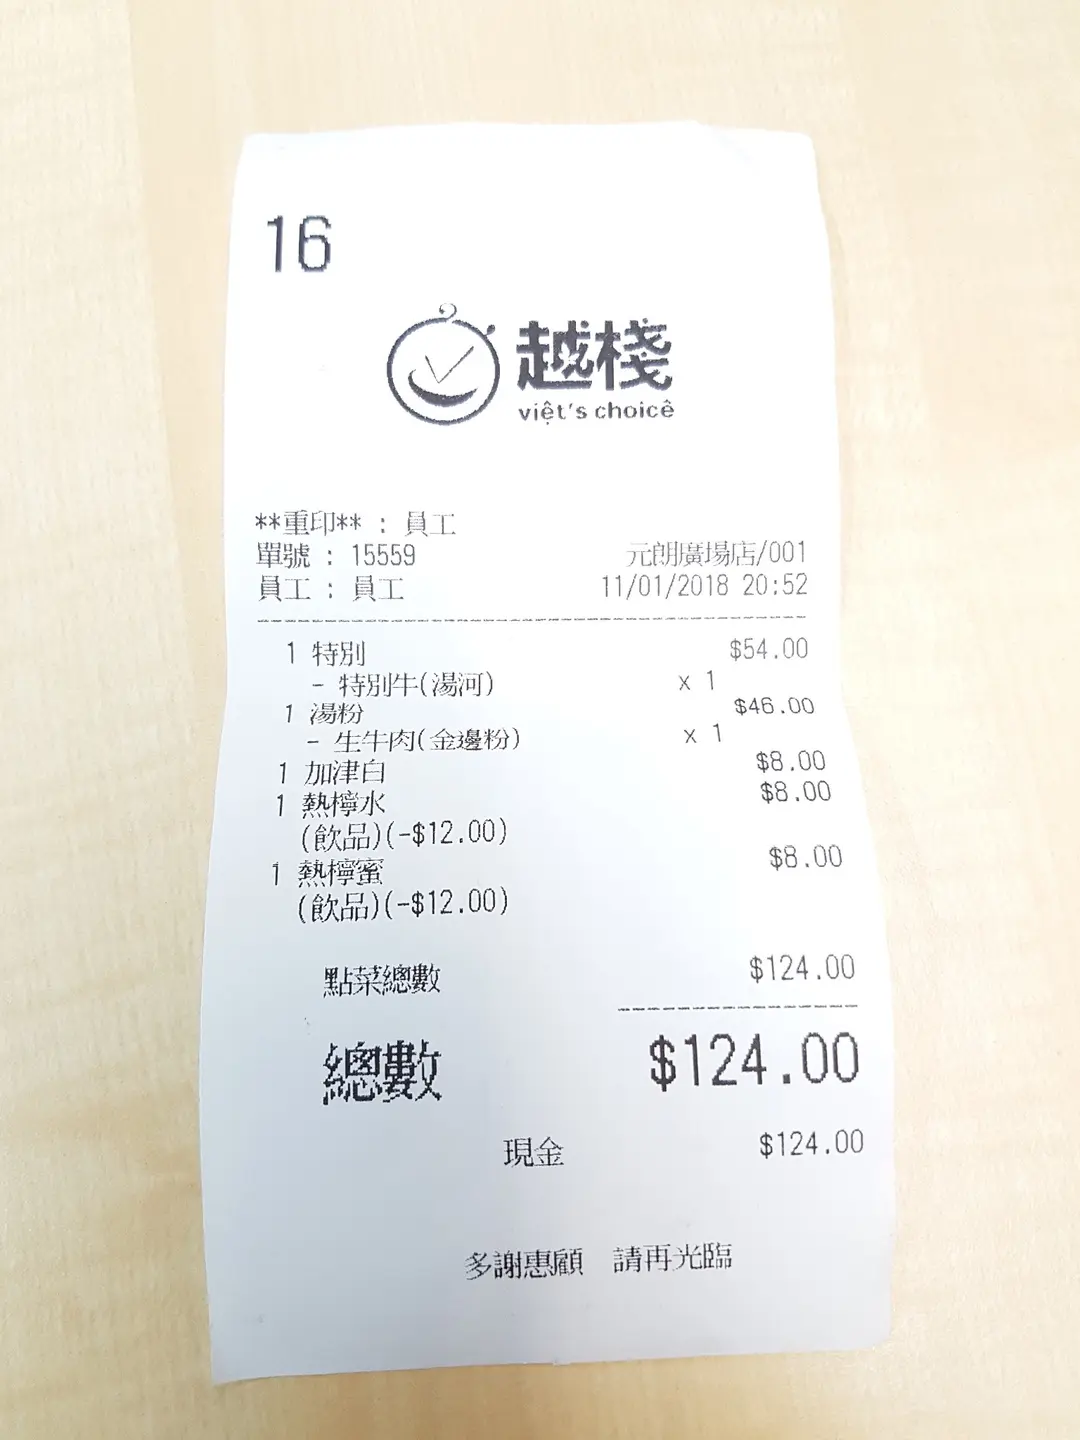 16
越棧
việt's choicê
**重印** : 員工
單號 : 15559 元朗廣場店/001
員工 : 員工 11/01/2018 20:52
1 特別 $54.00
- 特別牛(湯河) x 1
1 湯粉 $46.00
- 生牛肉(金邊粉) x 1
1 加津白 $8.00
1 熱檸水 $8.00
(飲品)(-$12.00)
1 熱檸蜜 $8.00
(飲品)(-$12.00)
點菜總數 $124.00
總數 $124.00
現金 $124.00
多謝惠顧 請再光臨